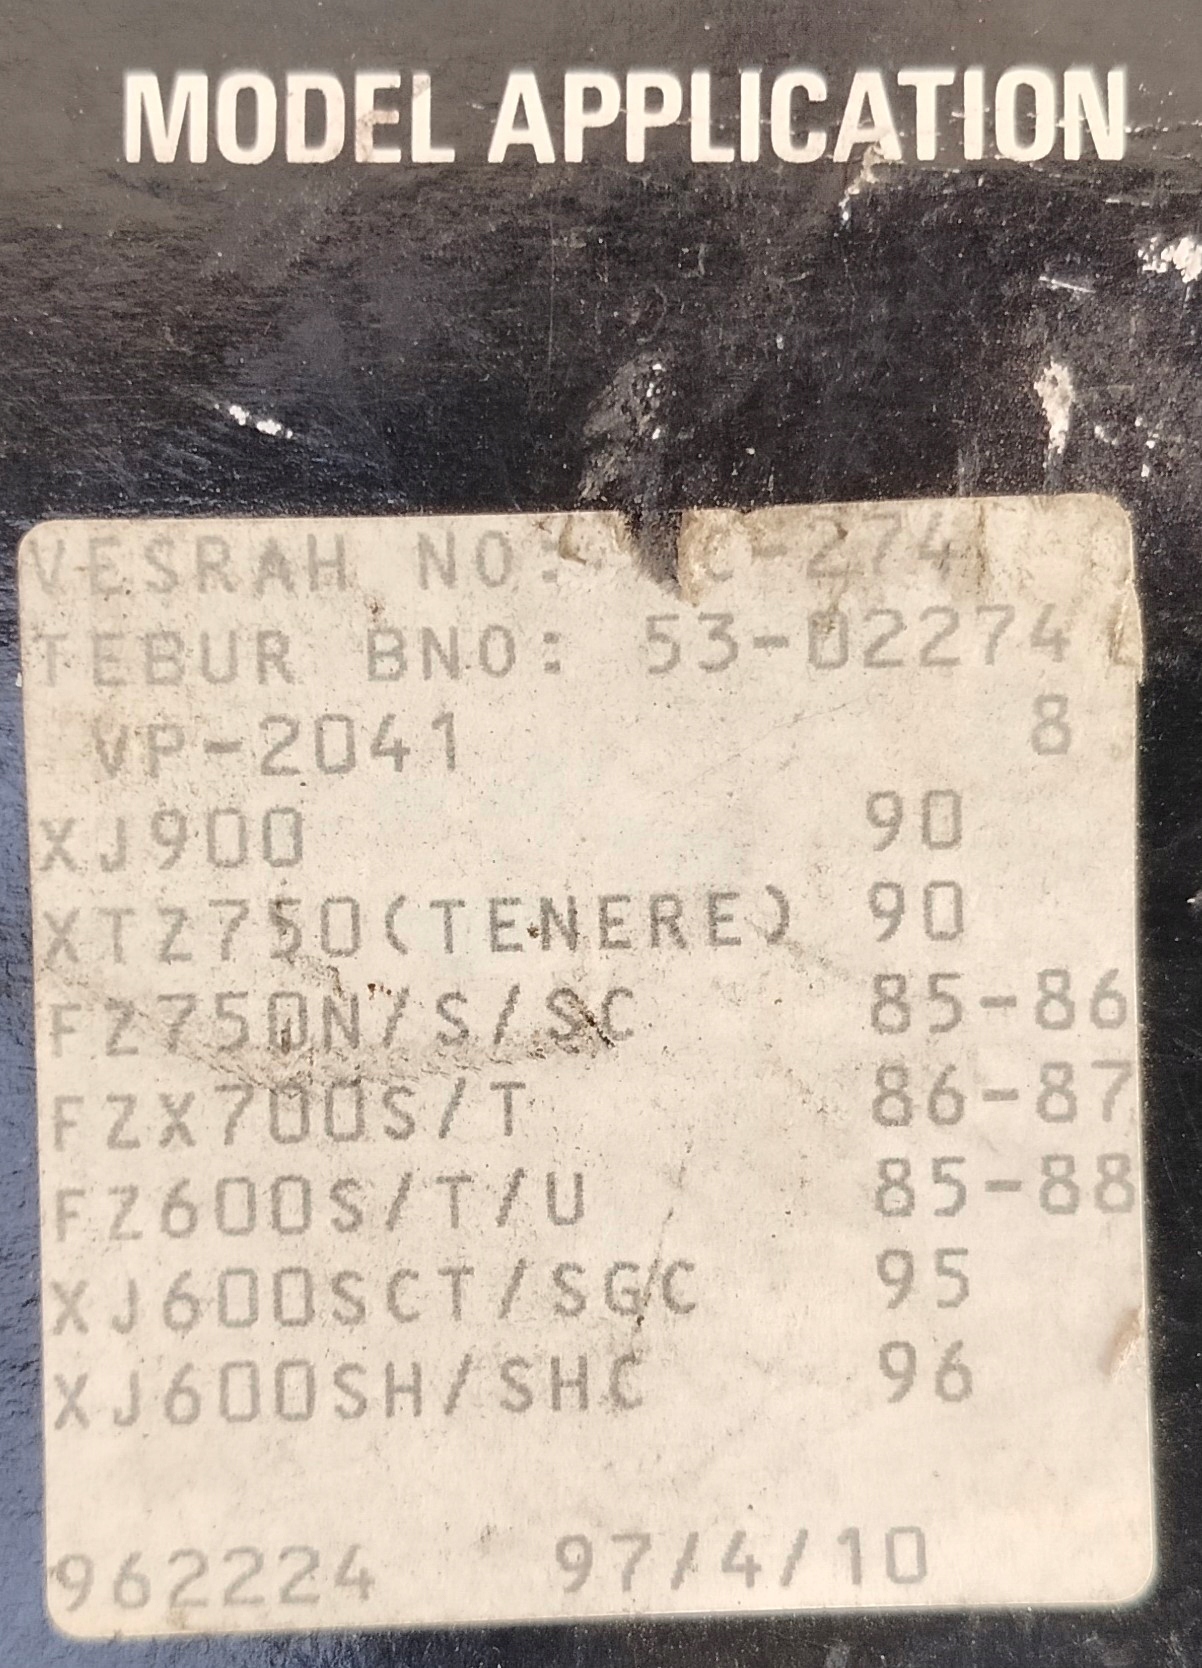 MODEL APPLICATION
VESRAH NO: -274
TEBUR BNO: 53-02274
VP-2041 8
XJ900 90
XTZ750(TENERE) 90
FZ750N/S/SC 85-86
FZX700S/T 86-87
FZ600S/T/U 85-88
XJ600SCT/SGC 95
XJ600SH/SHC 96
962224 97/4/10